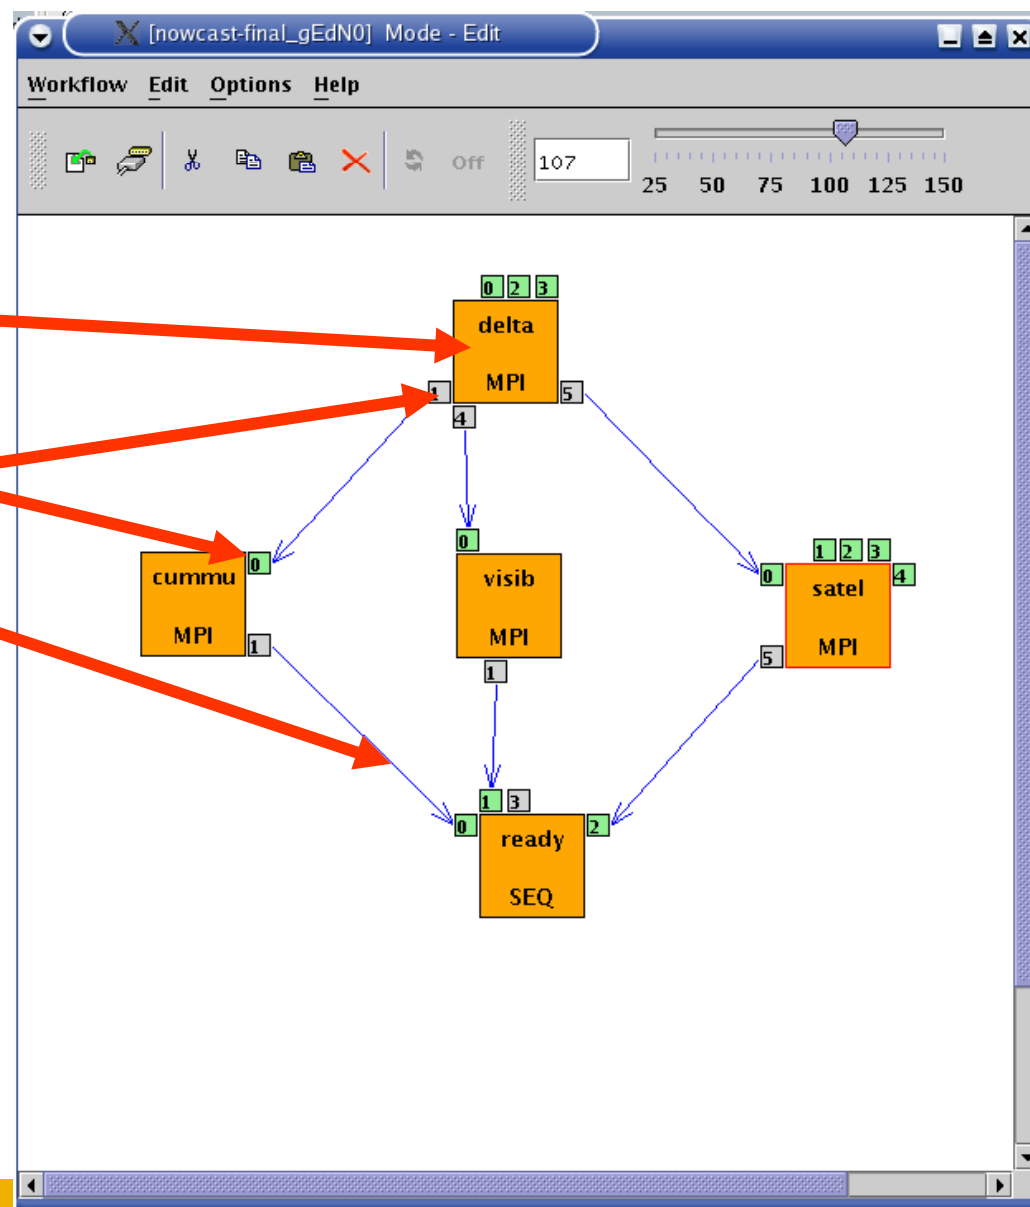 [nowcast-final_gEdN0] Mode - Edit
Workflow Edit Options Help
Off 107
25 50 75 100 125 150
0 2 3
delta
MPI
1 5
4
0
0 cummu
MPI
1
visib
MPI
1
1 2 3
0 4
satel
MPI
5
1 3
0 2
ready
SEQ